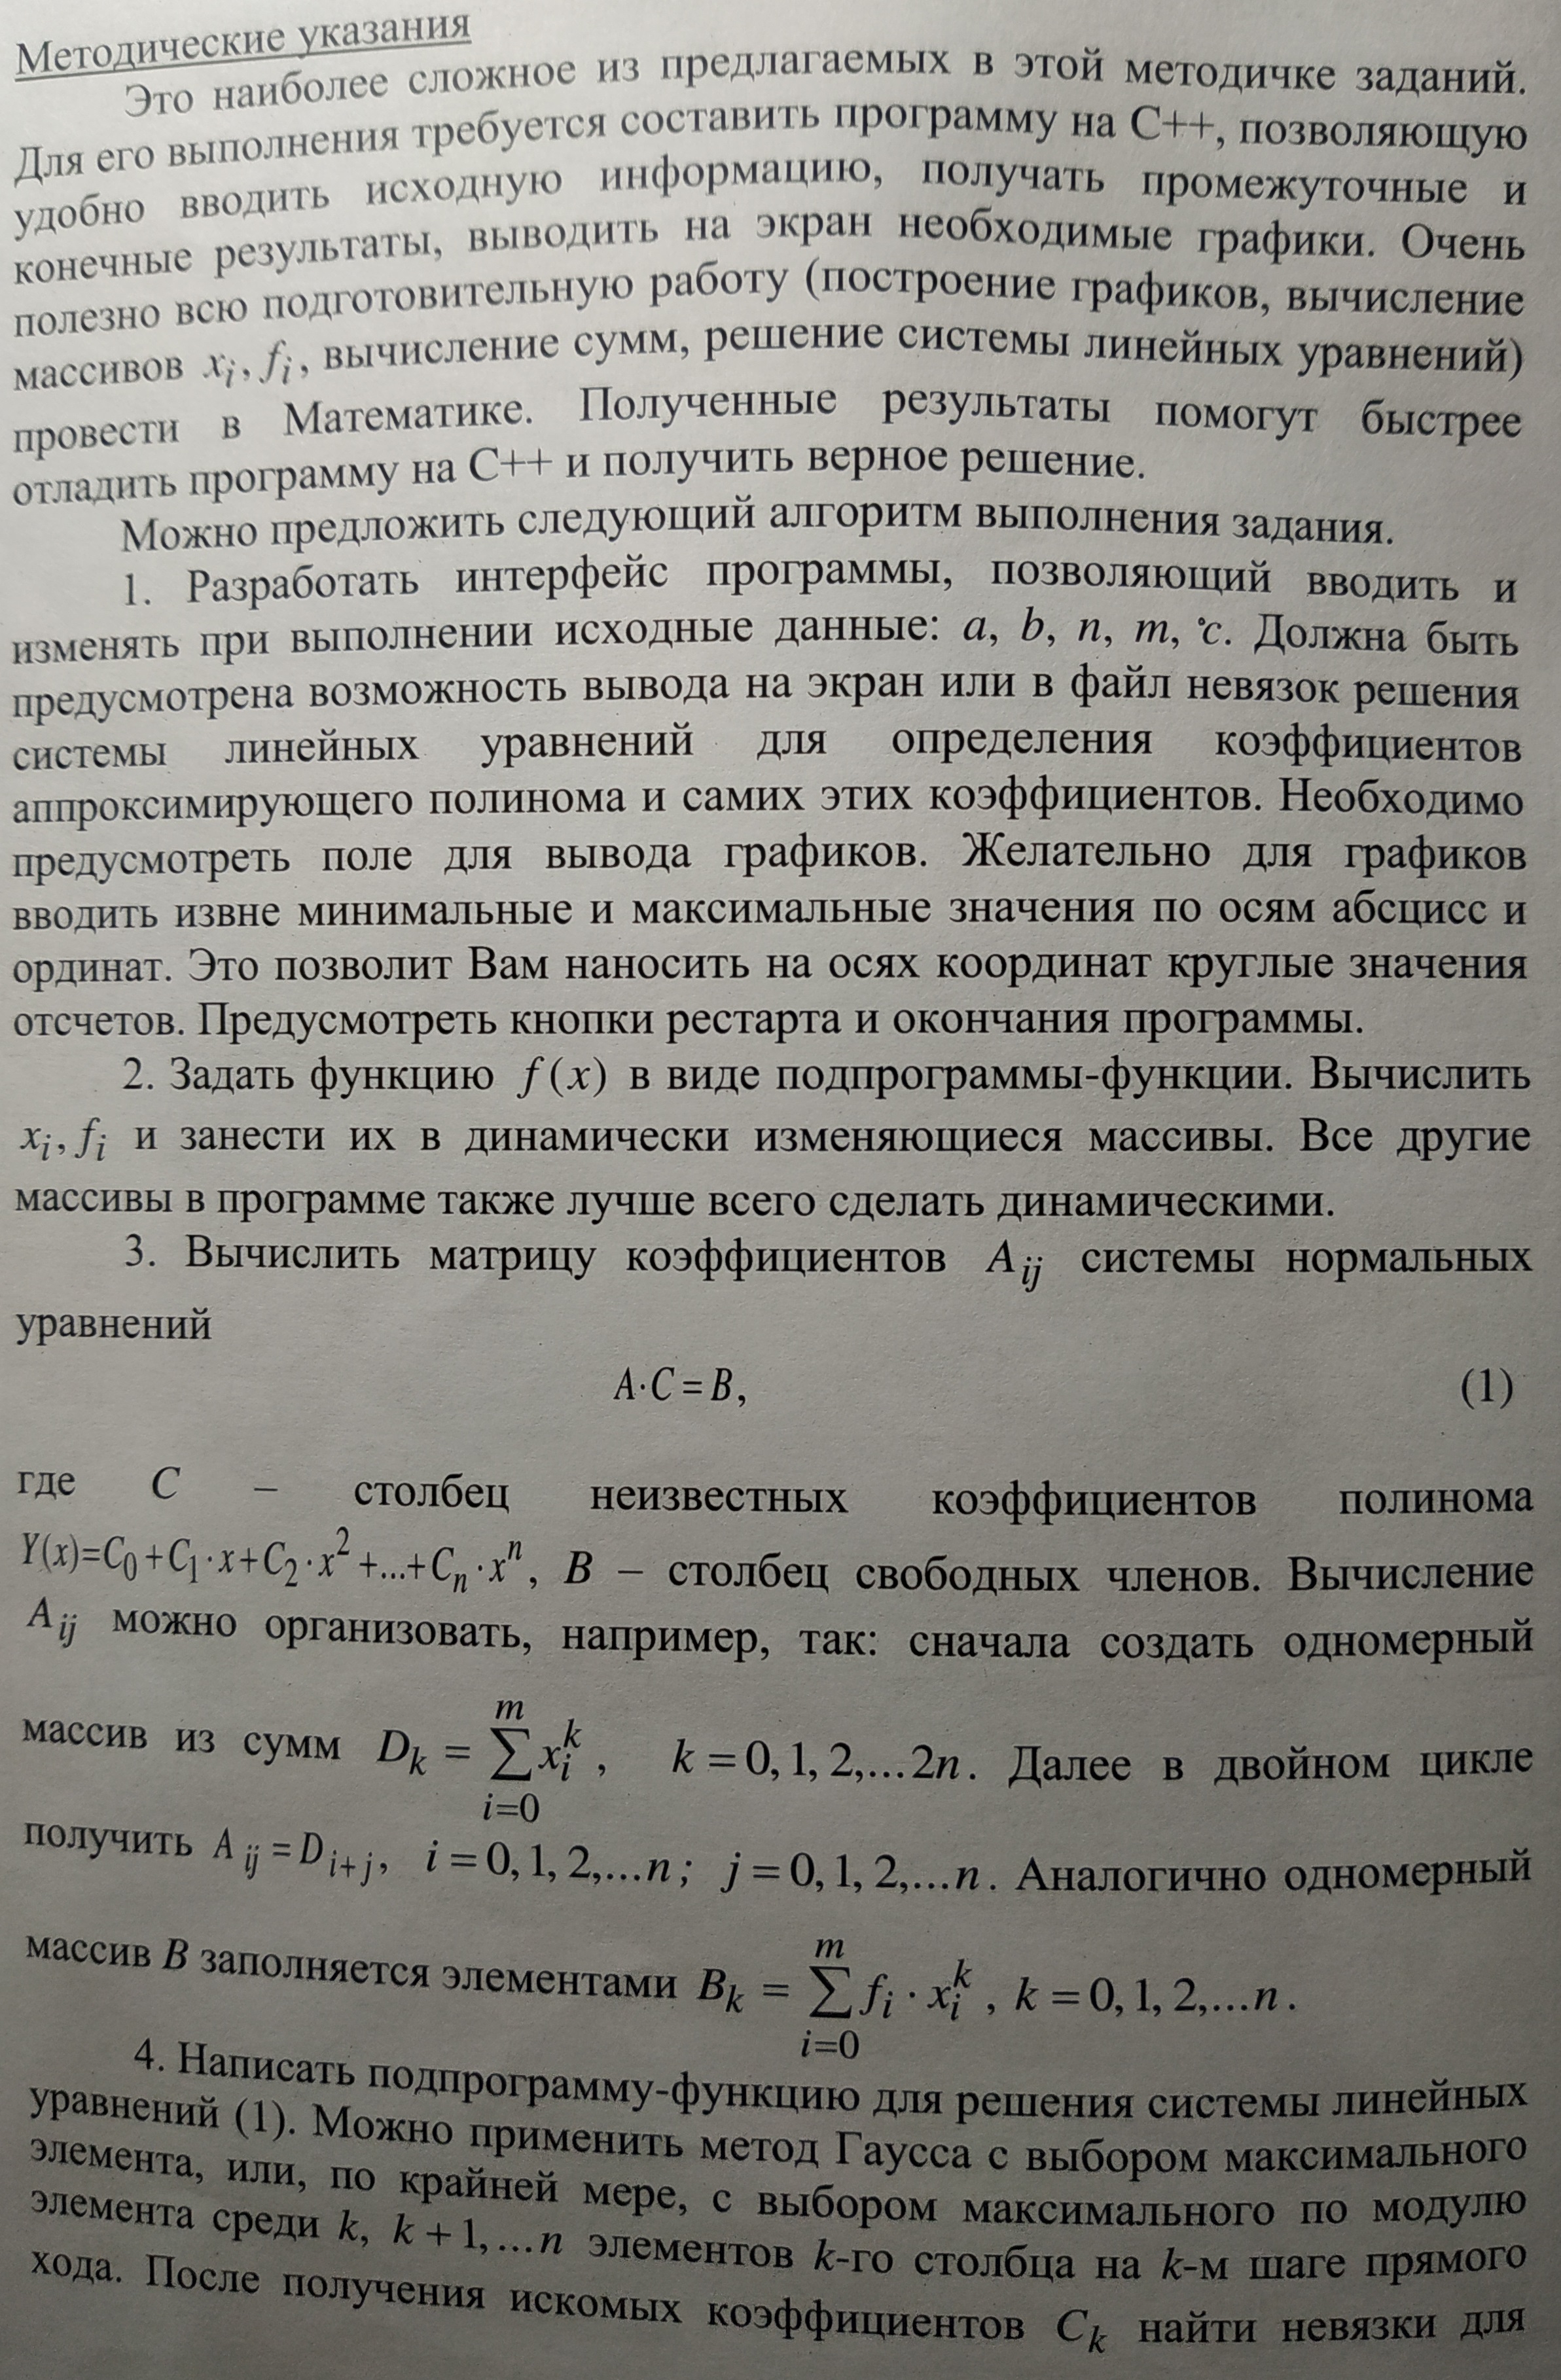 Методические указания
Это наиболее сложное из предлагаемых в этой методичке заданий.
Для его выполнения требуется составить программу на С++, позволяющую
удобно вводить исходную информацию, получать промежуточные и
конечные результаты, выводить на экран необходимые графики. Очень
полезно всю подготовительную работу (построение графиков, вычисление
массивов x_i, f_i, вычисление сумм, решение системы линейных уравнений)
провести в Математике. Полученные результаты помогут быстрее
отладить программу на С++ и получить верное решение.
Можно предложить следующий алгоритм выполнения задания.
1. Разработать интерфейс программы, позволяющий вводить и
изменять при выполнении исходные данные: a, b, n, m, c. Должна быть
предусмотрена возможность вывода на экран или в файл невязок решения
системы линейных уравнений для определения коэффициентов
аппроксимирующего полинома и самих этих коэффициентов. Необходимо
предусмотреть поле для вывода графиков. Желательно для графиков
вводить извне минимальные и максимальные значения по осям абсцисс и
ординат. Это позволит Вам наносить на осях координат круглые значения
отсчетов. Предусмотреть кнопки рестарта и окончания программы.
2. Задать функцию f(x) в виде подпрограммы-функции. Вычислить
x_i, f_i и занести их в динамически изменяющиеся массивы. Все другие
массивы в программе также лучше всего сделать динамическими.
3. Вычислить матрицу коэффициентов A_ij системы нормальных
уравнений
A·C=B, (1)
где C – столбец неизвестных коэффициентов полинома
Y(x)=C_0+C_1·x+C_2·x^2+...+C_n·x^n, B – столбец свободных членов. Вычисление
A_ij можно организовать, например, так: сначала создать одномерный
массив из сумм D_k = ∑_{i=0}^{m} x_i^k, k=0,1,2,...2n. Далее в двойном цикле
получить A_ij=D_{i+j}, i=0,1,2,...n; j=0,1,2,...n. Аналогично одномерный
массив B заполняется элементами B_k = ∑_{i=0}^{m} f_i·x_i^k, k=0,1,2,...n.
4. Написать подпрограмму-функцию для решения системы линейных
уравнений (1). Можно применить метод Гаусса с выбором максимального
элемента, или, по крайней мере, с выбором максимального по модулю
элемента среди k, k+1,...n элементов k-го столбца на k-м шаге прямого
хода. После получения искомых коэффициентов C_k найти невязки для